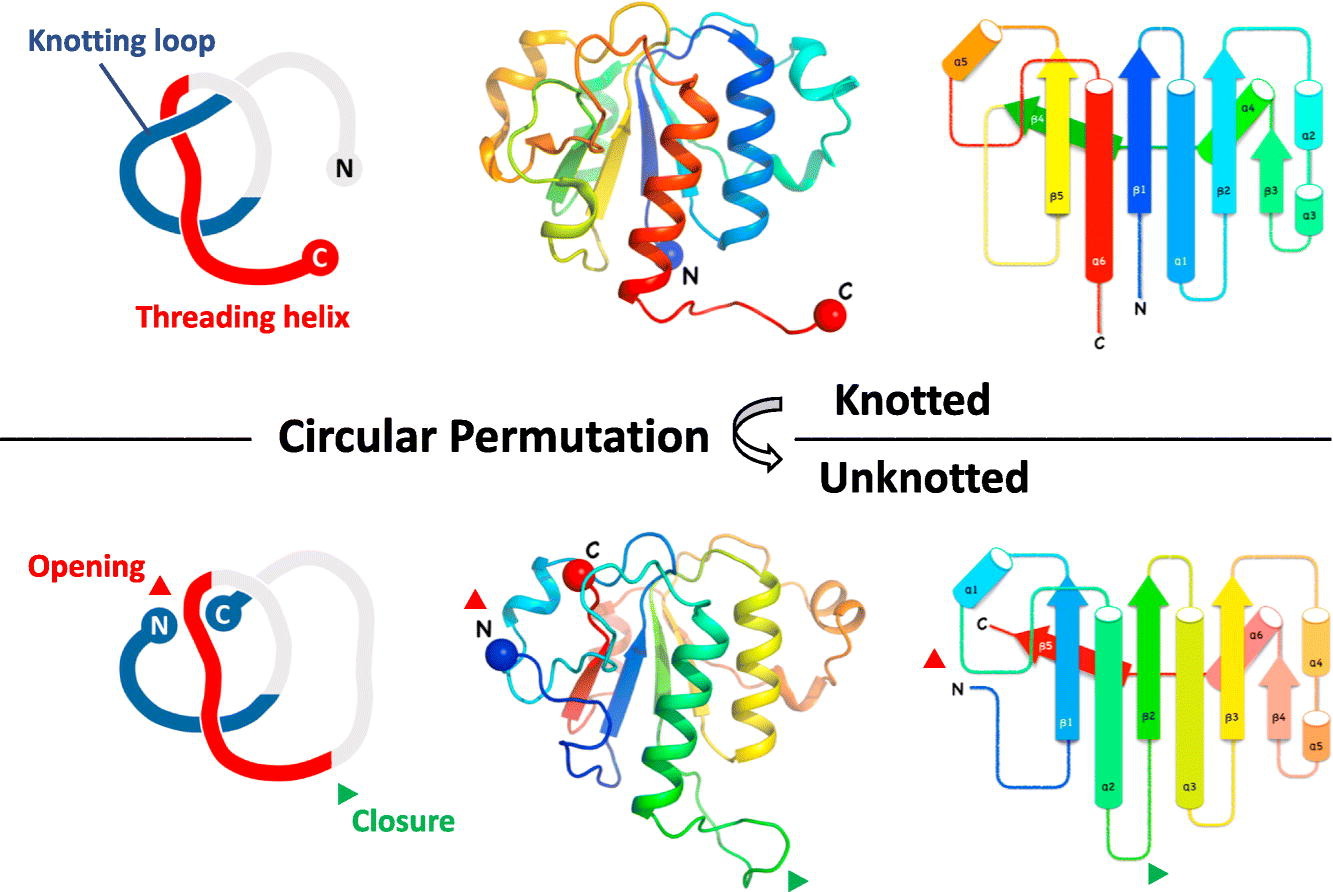 Knotting loop
N
C
Threading helix
N
C
α5
β4
β5
α6
β1
α1
β2
α4
β3
α2
α3
N
C
Circular Permutation
Knotted
Unknotted
Opening
N
C
Closure
C
N
α1
C
β5
N
β1
α2
β2
α3
β3
α6
β4
α4
α5